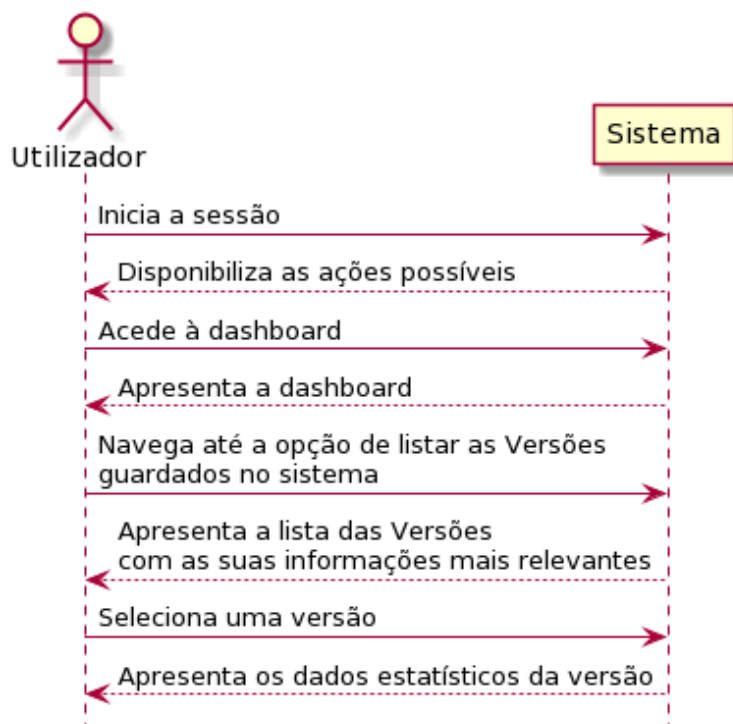 Utilizador
Sistema
Inicia a sessão
Disponibiliza as ações possíveis
Acede à dashboard
Apresenta a dashboard
Navega até a opção de listar as Versões
guardados no sistema
Apresenta a lista das Versões
com as suas informações mais relevantes
Seleciona uma versão
Apresenta os dados estatísticos da versão